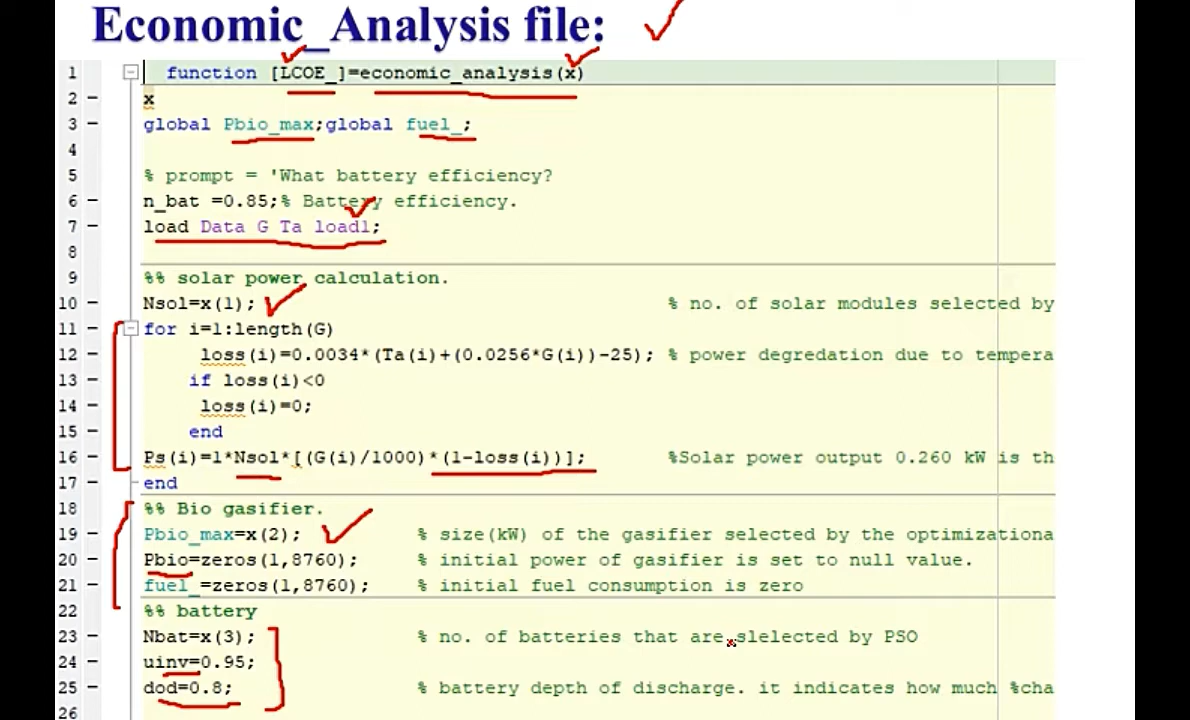 Economic_Analysis file:
1 function [LCOE_]=economic_analysis(x)
2 x
3 global Pbio_max;global fuel_;
4
5 % prompt = 'What battery efficiency?
6 n_bat =0.85;% Battery efficiency.
7 load Data G Ta load1;
8
9 %% solar power calculation.
10 Nsol=x(1); % no. of solar modules selected by
11 for i=1:length(G)
12 loss(i)=0.0034*(Ta(i)+(0.0256*G(i))-25); % power degredation due to tempera
13 if loss(i)<0
14 loss(i)=0;
15 end
16 Ps(i)=1*Nsol*[(G(i)/1000)*(1-loss(i))]; %Solar power output 0.260 kW is th
17 end
18 %% Bio gasifier.
19 Pbio_max=x(2); % size(kW) of the gasifier selected by the optimizationa
20 Pbio=zeros(1,8760); % initial power of gasifier is set to null value.
21 fuel_=zeros(1,8760); % initial fuel consumption is zero
22 %% battery
23 Nbat=x(3); % no. of batteries that are slelected by PSO
24 uinv=0.95;
25 dod=0.8; % battery depth of discharge. it indicates how much %cha
26